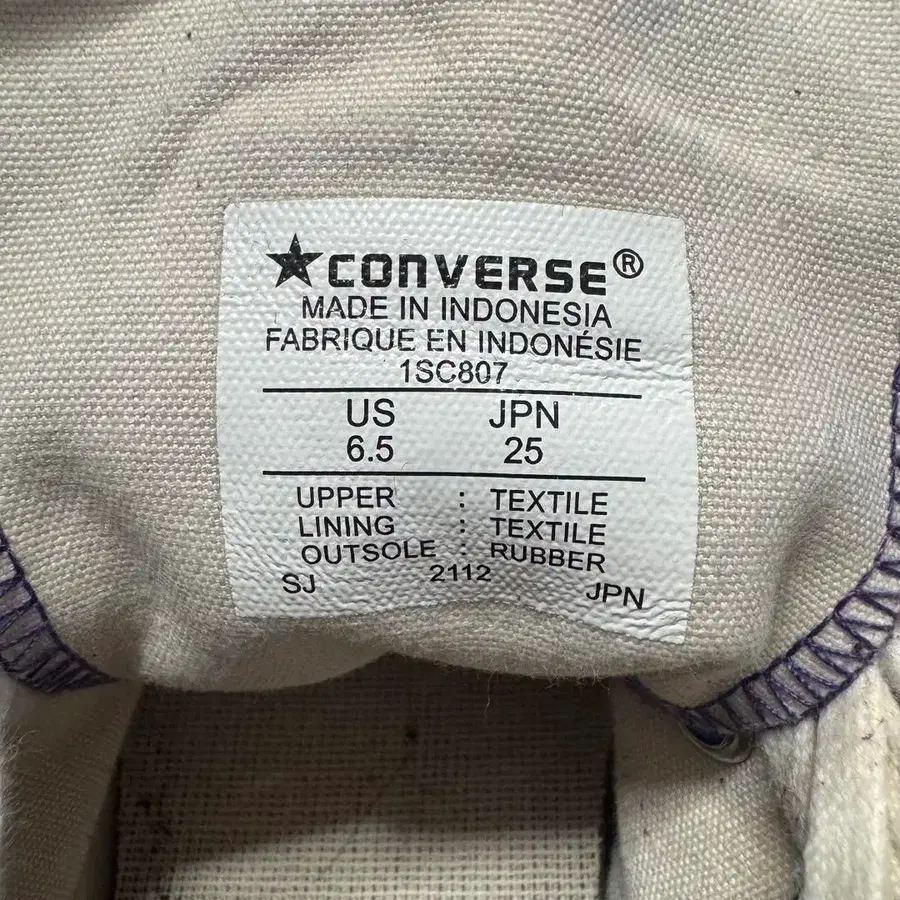 ★CONVERSE®
MADE IN INDONESIA
FABRIQUE EN INDONÉSIE
1SC807
US JPN
6.5 25
UPPER : TEXTILE
LINING : TEXTILE
OUTSOLE : RUBBER
SJ 2112 JPN